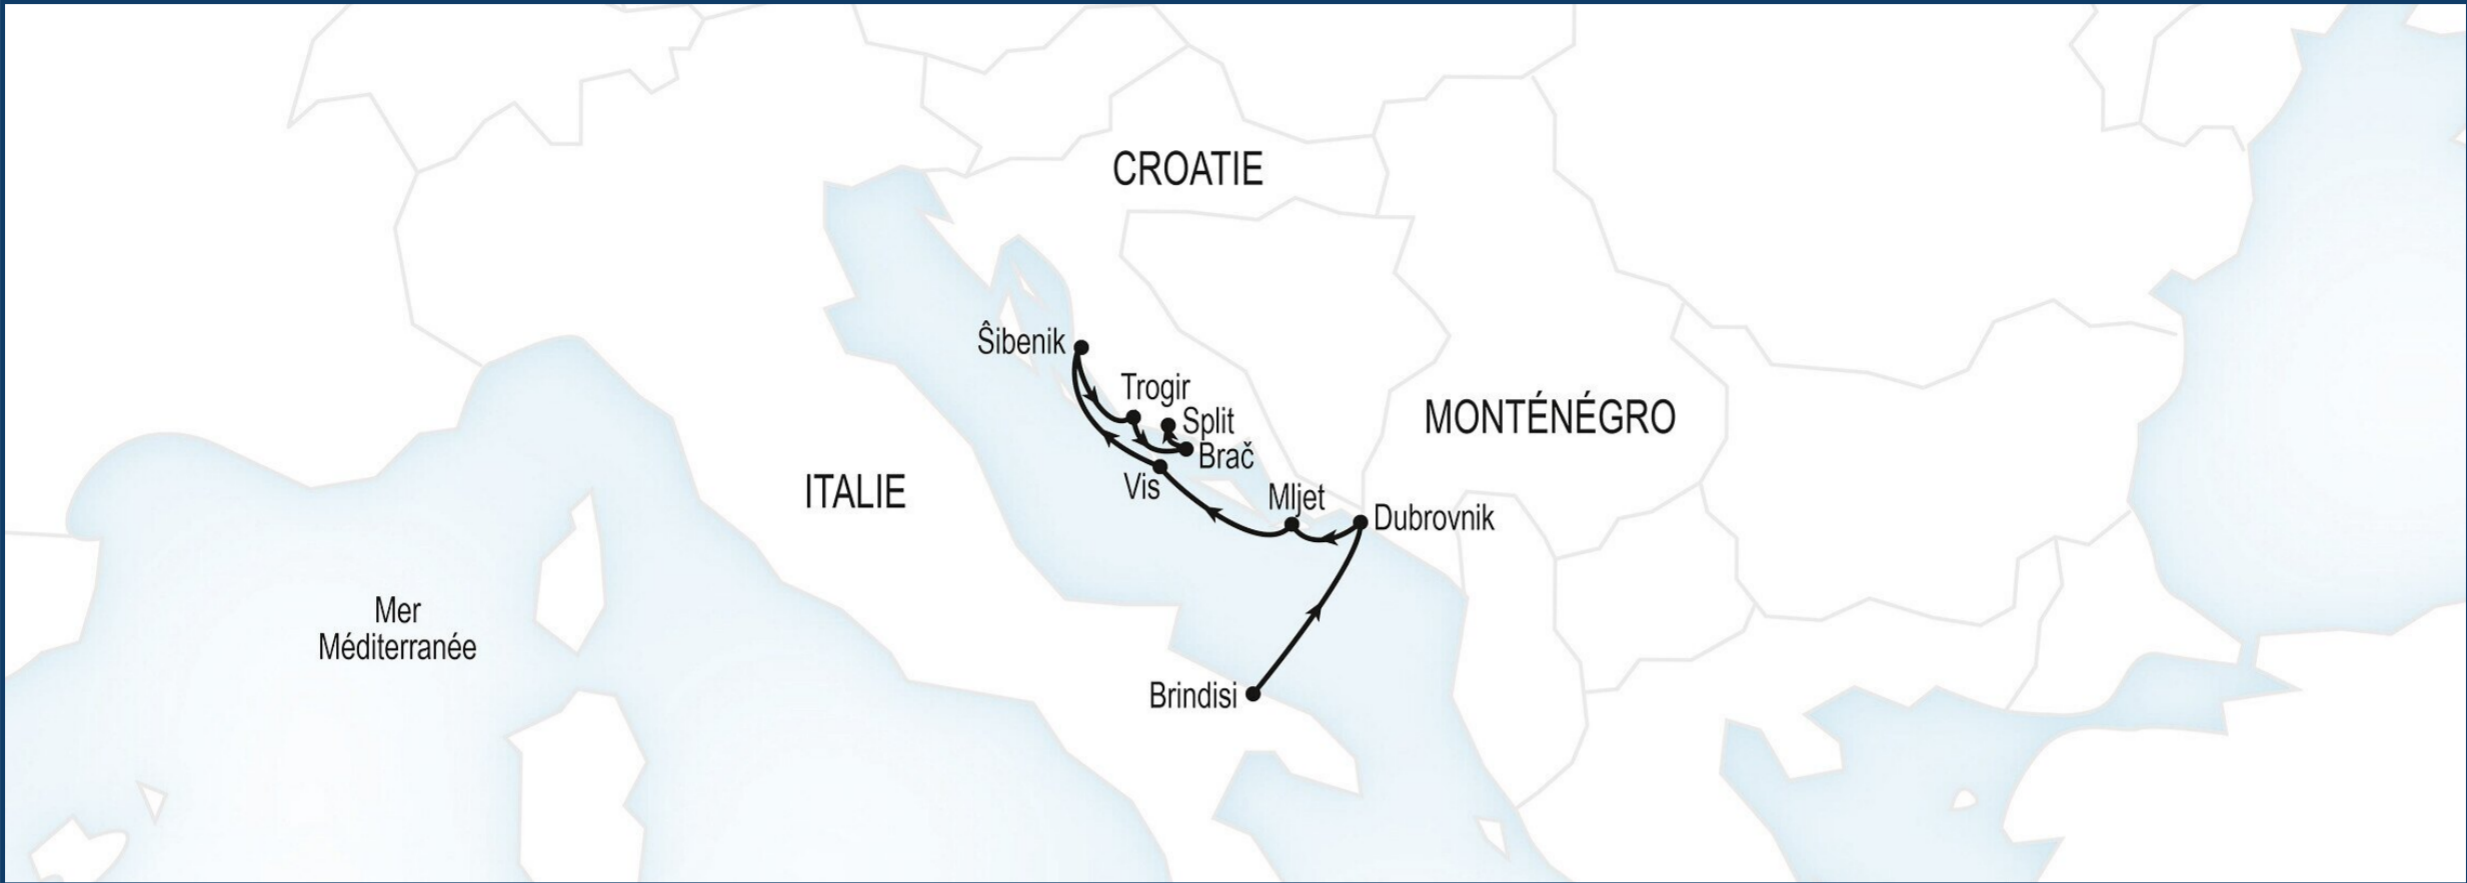 CROATIE
Ŝibenik
Trogir
Split
Brač
MONTÉNÉGRO
Vis
ITALIE
Mljet
Dubrovnik
Mer
Méditerranée
Brindisi